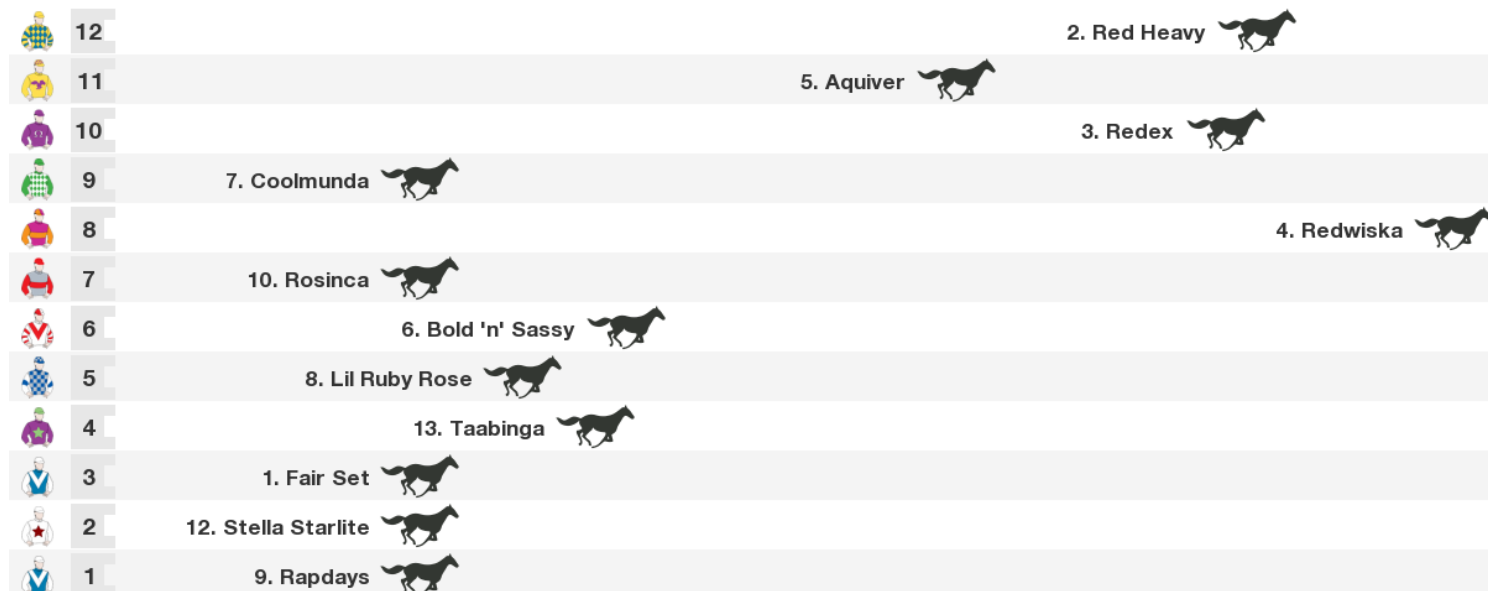 12 2. Red Heavy
11 5. Aquiver
10 3. Redex
9 7. Coolmunda
8 4. Redwiska
7 10. Rosinca
6 6. Bold 'n' Sassy
5 8. Lil Ruby Rose
4 13. Taabinga
3 1. Fair Set
2 12. Stella Starlite
1 9. Rapdays